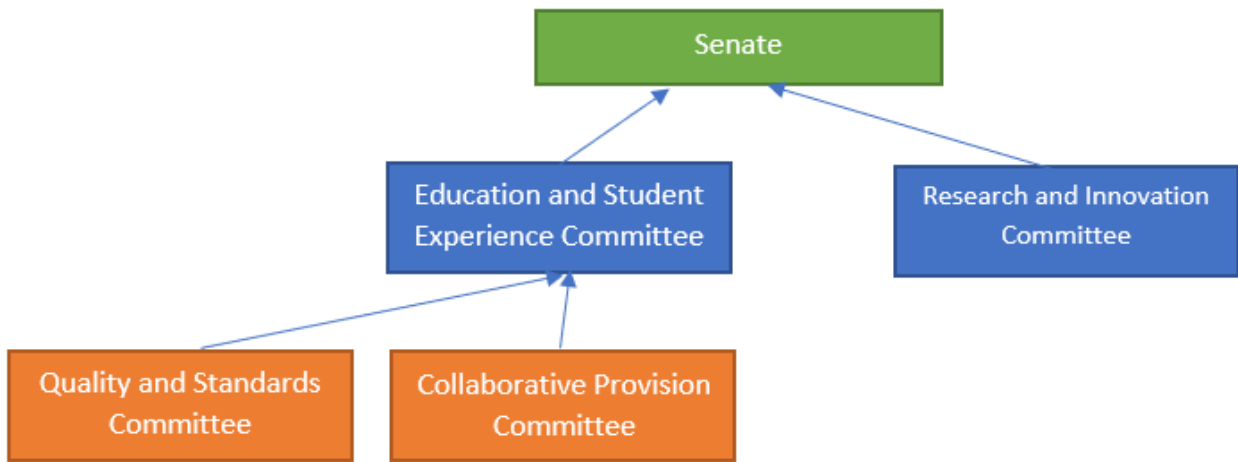 Senate
Education and Student
Experience Committee
Research and Innovation
Committee
Quality and Standards
Committee
Collaborative Provision
Committee